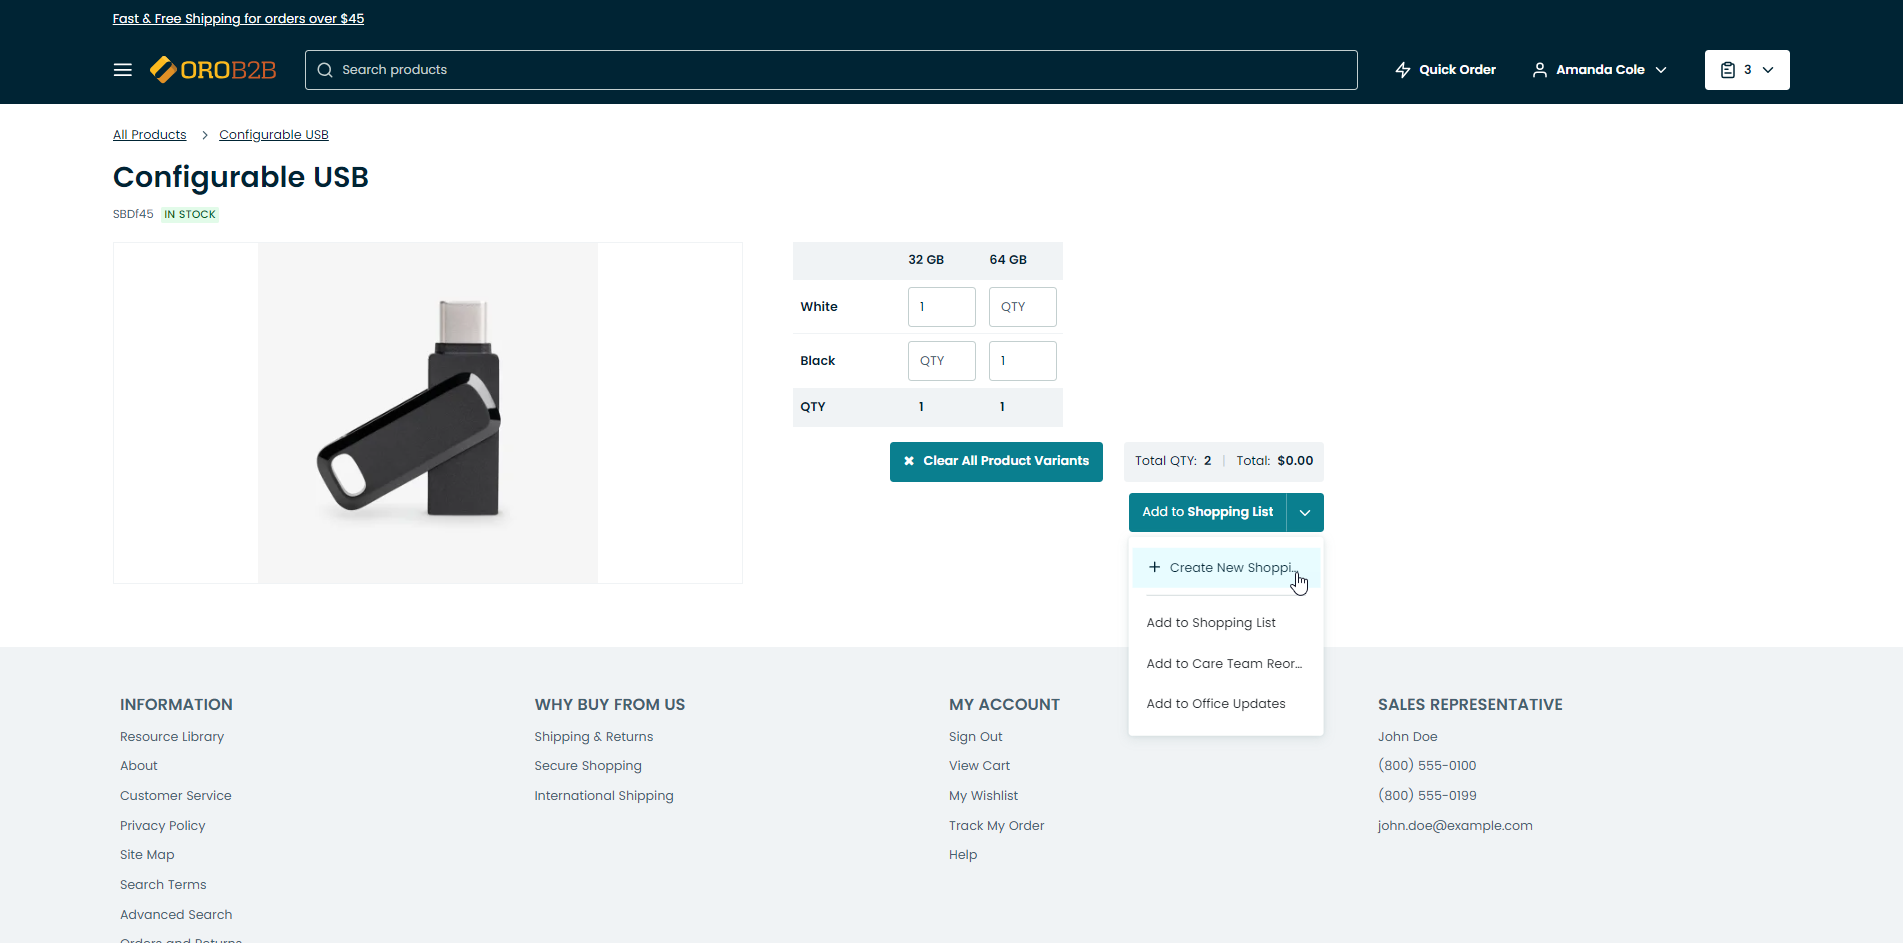 Fast & Free Shipping for orders over $45
OROB2B
Search products
Quick Order
Amanda Cole
3
All Products > Configurable USB
Configurable USB
SBDf45 IN STOCK
32 GB 64 GB
White 1 QTY
Black QTY 1
QTY 1 1
Clear All Product Variants
Total QTY: 2 | Total: $0.00
Add to Shopping List
+ Create New Shoppi...
Add to Shopping List
Add to Care Team Reor...
Add to Office Updates
INFORMATION
Resource Library
About
Customer Service
Privacy Policy
Site Map
Search Terms
Advanced Search
Orders and Returns
WHY BUY FROM US
Shipping & Returns
Secure Shopping
International Shipping
MY ACCOUNT
Sign Out
View Cart
My Wishlist
Track My Order
Help
SALES REPRESENTATIVE
John Doe
(800) 555-0100
(800) 555-0199
john.doe@example.com